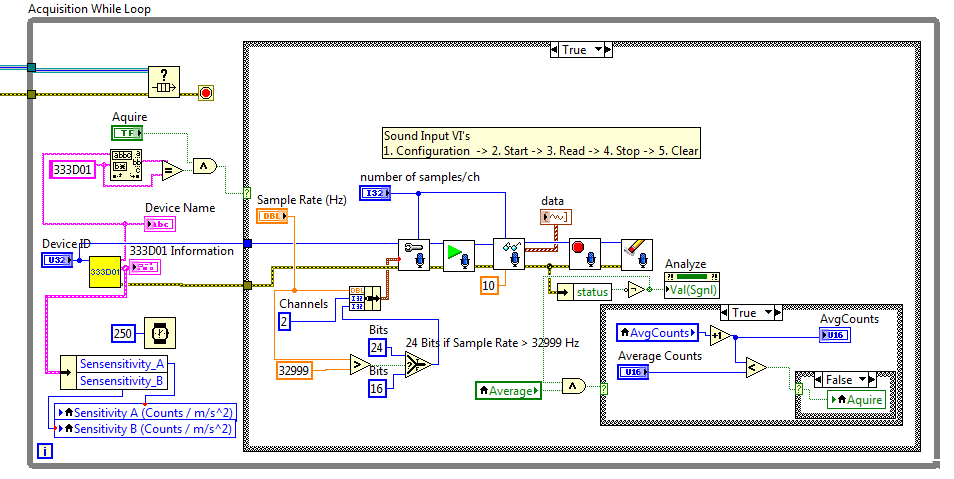 Acquisition While Loop
True
?
Aquire
TF
Sound Input VI's
1. Configuration -> 2. Start -> 3. Read -> 4. Stop -> 5. Clear
333D01
=
number of samples/ch
I32
?
Sample Rate (Hz)
DBL
data
Device Name
abc
Device ID
U32
333D01 Information
333D01
10
status
Analyze
Val(Sgnl)
Channels
2
DBL
I32
I32
250
Bits
24
24 Bits if Sample Rate > 32999 Hz
32999
>
?
Bits
16
True
AvgCounts
+1
AvgCounts
U16
Average Counts
U16
<
Average
?
False
?
Aquire
Sensensitivity_A
Sensensitivity_B
Sensitivity A (Counts / m/s^2)
Sensitivity B (Counts / m/s^2)
i